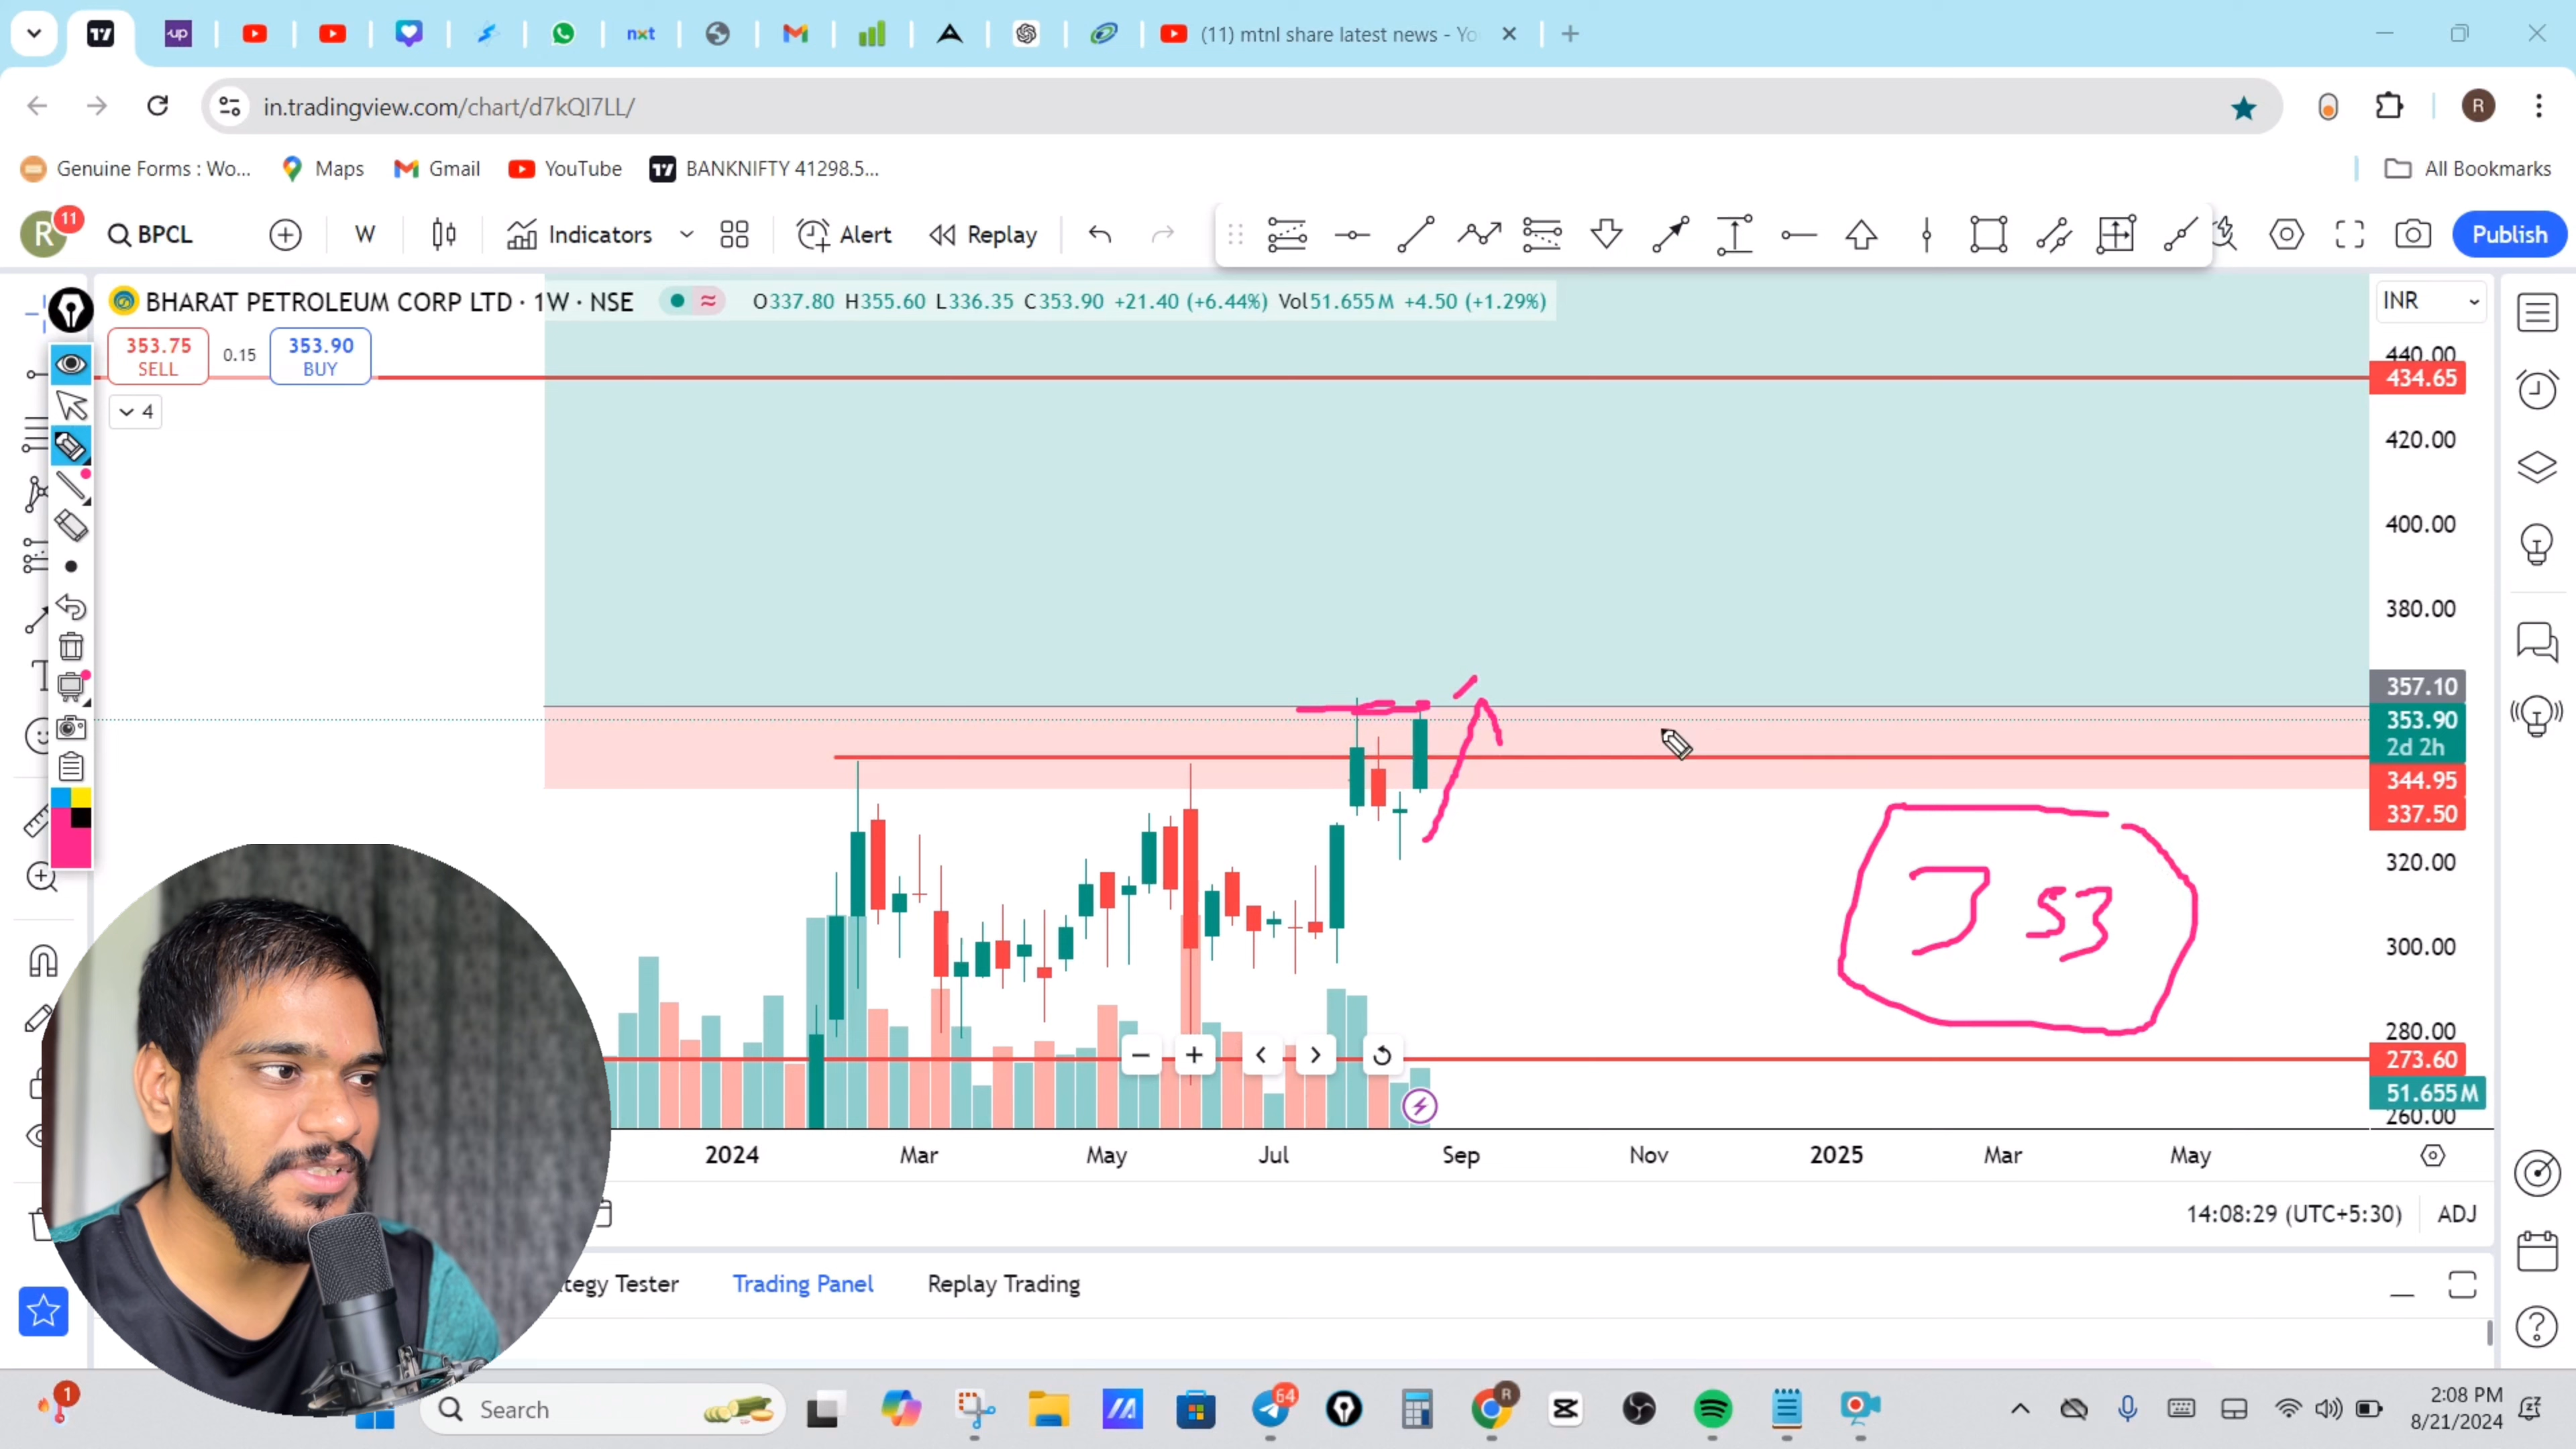 up nxt (11) mtnl share latest news - Yo
in.tradingview.com/chart/d7kQI7LL/ R
Genuine Forms : Wo... Maps Gmail YouTube BANKNIFTY 41298.5... All Bookmarks
R 11 BPCL W Indicators Alert Replay Publish
BHARAT PETROLEUM CORP LTD · 1W · NSE O337.80 H355.60 L336.35 C353.90 +21.40 (+6.44%) Vol51.655M +4.50 (+1.29%) INR
353.75 SELL 0.15 353.90 BUY
4
440.00
434.65
420.00
400.00
380.00
357.10
353.90
2d 2h
344.95
337.50
320.00
353
300.00
280.00
273.60
51.655M
260.00
2024 Mar May Jul Sep Nov 2025 Mar May
14:08:29 (UTC+5:30) ADJ
tegy Tester Trading Panel Replay Trading
1 Search 64 R 2:08 PM
8/21/2024